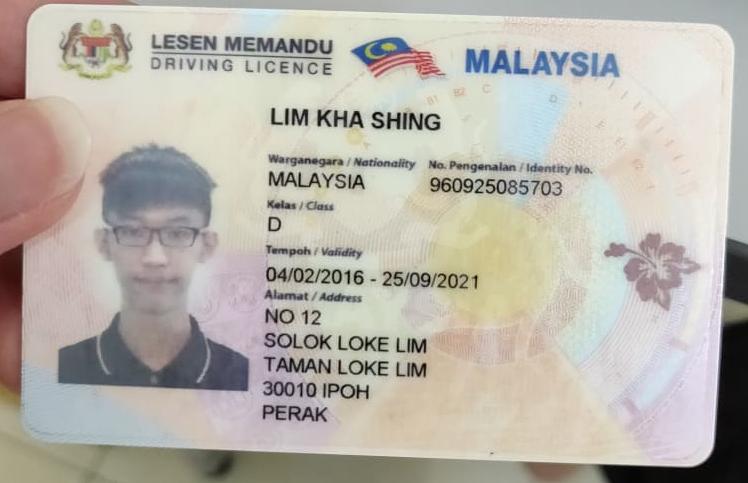 LESEN MEMANDU
DRIVING LICENCE
MALAYSIA
LIM KHA SHING
Warganegara / Nationality No. Pengenalan / Identity No.
MALAYSIA 960925085703
Kelas / Class
D
Tempoh / Validity
04/02/2016 - 25/09/2021
Alamat / Address
NO 12
SOLOK LOKE LIM
TAMAN LOKE LIM
30010 IPOH
PERAK